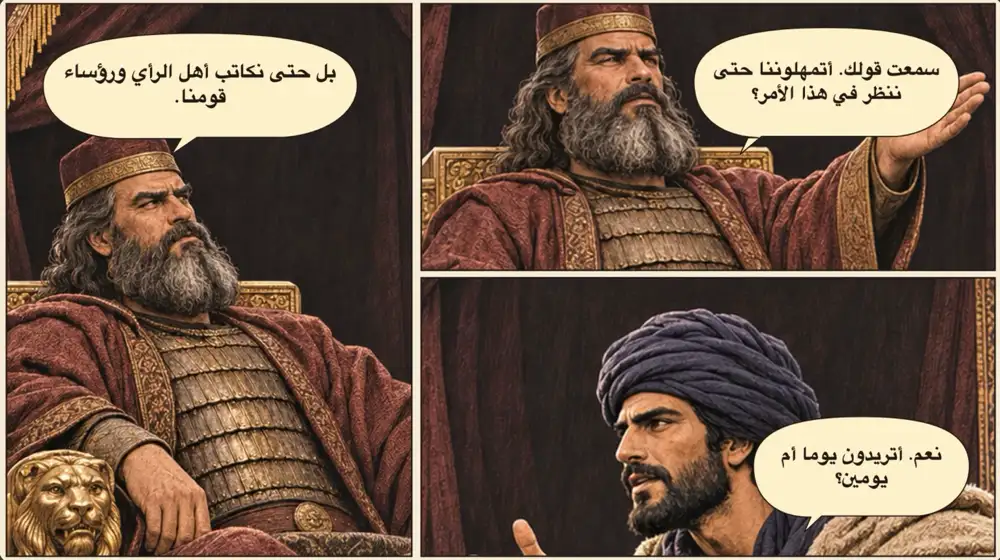 سمعت قولك. أتمهلوننا حتى
ننظر في هذا الأمر؟
نعم. أتريدون يوما أم
يومين؟
بل حتى نكاتب أهل الرأي ورؤساء
قومنا.